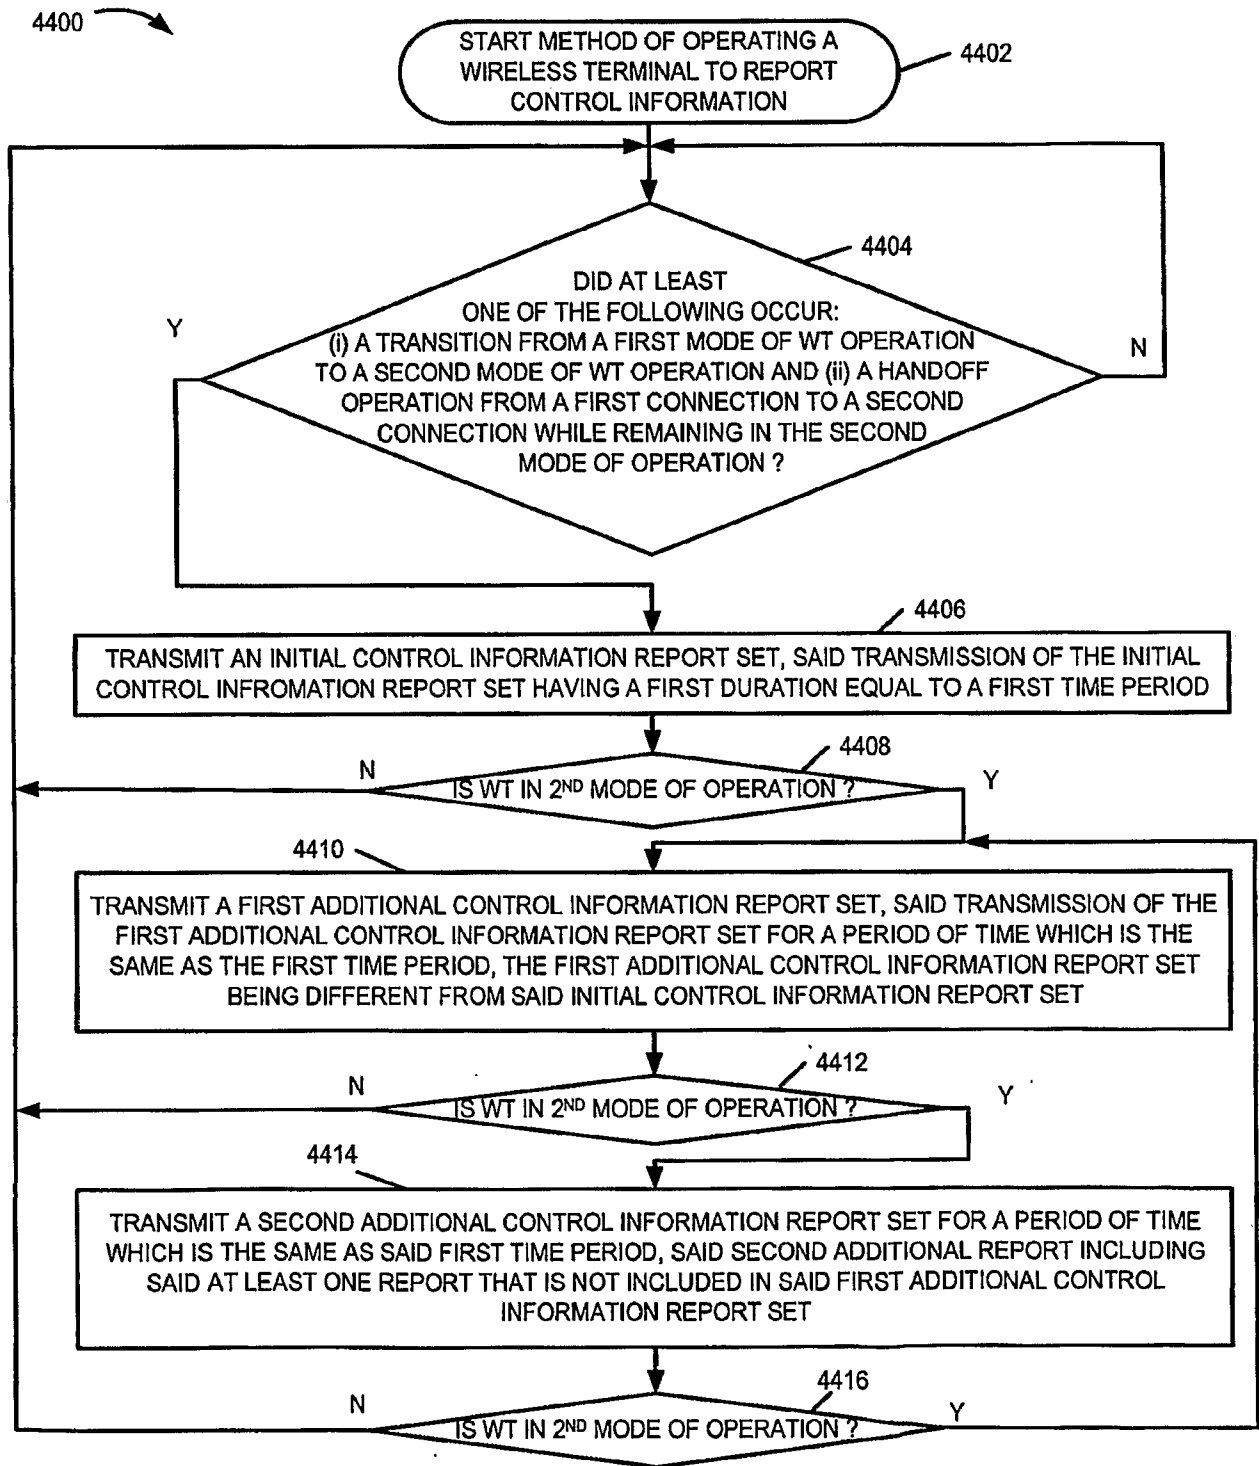 4400
START METHOD OF OPERATING A
WIRELESS TERMINAL TO REPORT
CONTROL INFORMATION
4402
4404
DID AT LEAST
ONE OF THE FOLLOWING OCCUR:
(i) A TRANSITION FROM A FIRST MODE OF WT OPERATION
TO A SECOND MODE OF WT OPERATION AND (ii) A HANDOFF
OPERATION FROM A FIRST CONNECTION TO A SECOND
CONNECTION WHILE REMAINING IN THE SECOND
MODE OF OPERATION ?
Y
N
4406
TRANSMIT AN INITIAL CONTROL INFORMATION REPORT SET, SAID TRANSMISSION OF THE INITIAL
CONTROL INFROMATION REPORT SET HAVING A FIRST DURATION EQUAL TO A FIRST TIME PERIOD
4408
N
IS WT IN 2ND MODE OF OPERATION ?
Y
4410
TRANSMIT A FIRST ADDITIONAL CONTROL INFORMATION REPORT SET, SAID TRANSMISSION OF THE
FIRST ADDITIONAL CONTROL INFORMATION REPORT SET FOR A PERIOD OF TIME WHICH IS THE
SAME AS THE FIRST TIME PERIOD, THE FIRST ADDITIONAL CONTROL INFORMATION REPORT SET
BEING DIFFERENT FROM SAID INITIAL CONTROL INFORMATION REPORT SET
4412
N
IS WT IN 2ND MODE OF OPERATION ?
Y
4414
TRANSMIT A SECOND ADDITIONAL CONTROL INFORMATION REPORT SET FOR A PERIOD OF TIME
WHICH IS THE SAME AS SAID FIRST TIME PERIOD, SAID SECOND ADDITIONAL REPORT INCLUDING
SAID AT LEAST ONE REPORT THAT IS NOT INCLUDED IN SAID FIRST ADDITIONAL CONTROL
INFORMATION REPORT SET
4416
N
IS WT IN 2ND MODE OF OPERATION ?
Y